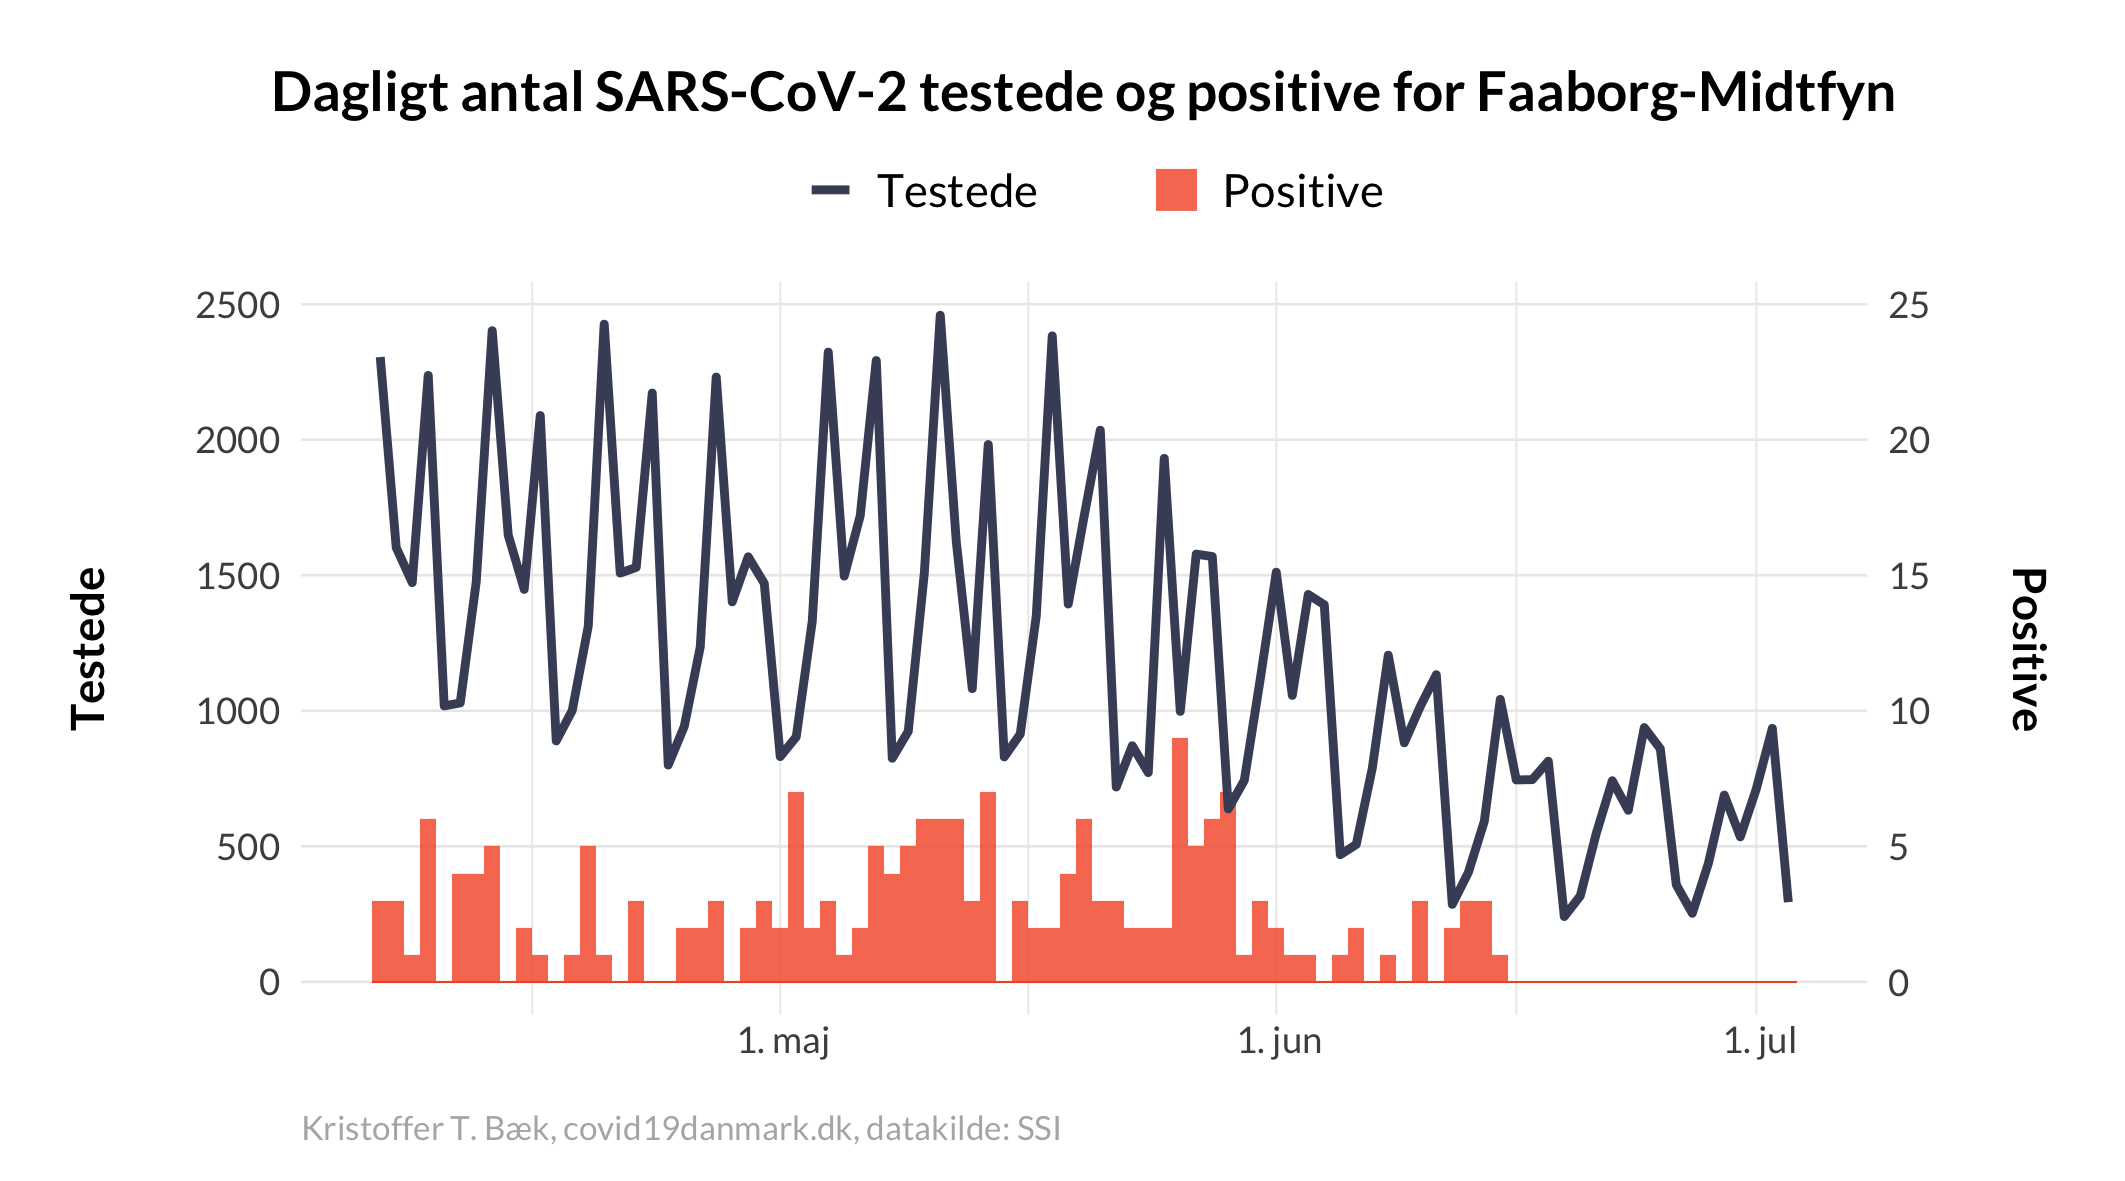 Dagligt antal SARS-CoV-2 testede og positive for Faaborg-Midtfyn
Testede
Positive
2500
2000
1500
1000
500
0
Testede
25
20
15
10
5
0
Positive
1. maj
1. jun
1. jul
Kristoffer T. Bæk, covid19danmark.dk, datakilde: SSI